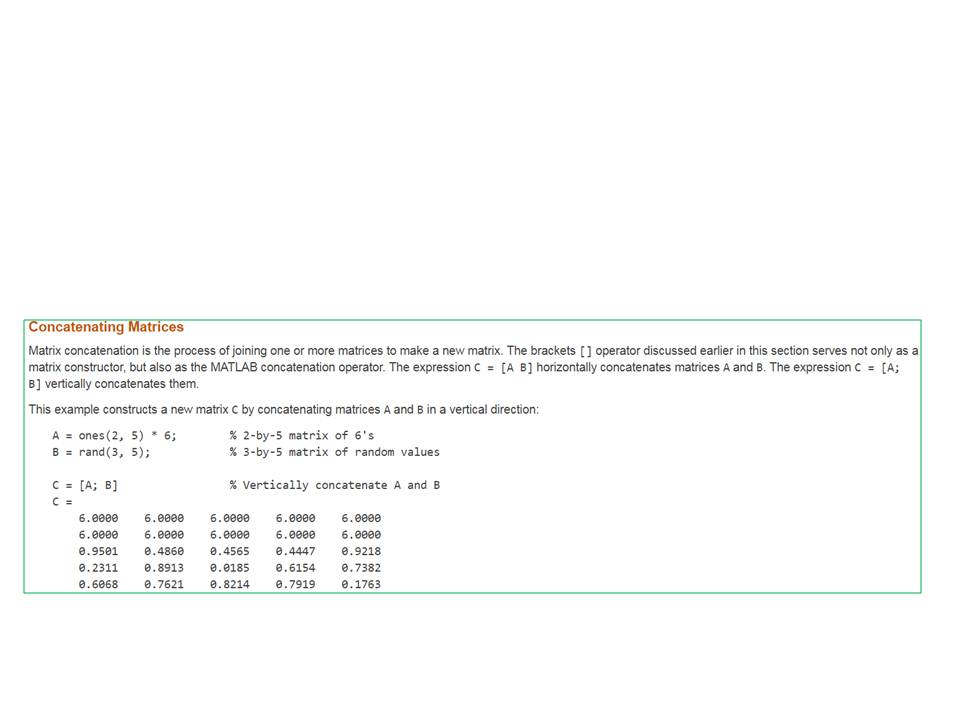 Concatenating Matrices
Matrix concatenation is the process of joining one or more matrices to make a new matrix. The brackets [] operator discussed earlier in this section serves not only as a
matrix constructor, but also as the MATLAB concatenation operator. The expression C = [A B] horizontally concatenates matrices A and B. The expression C = [A;
B] vertically concatenates them.
This example constructs a new matrix C by concatenating matrices A and B in a vertical direction:
A = ones(2, 5) * 6;        % 2-by-5 matrix of 6's
B = rand(3, 5);            % 3-by-5 matrix of random values
C = [A; B]                 % Vertically concatenate A and B
C =
    6.0000    6.0000    6.0000    6.0000    6.0000
    6.0000    6.0000    6.0000    6.0000    6.0000
    0.9501    0.4860    0.4565    0.4447    0.9218
    0.2311    0.8913    0.0185    0.6154    0.7382
    0.6068    0.7621    0.8214    0.7919    0.1763